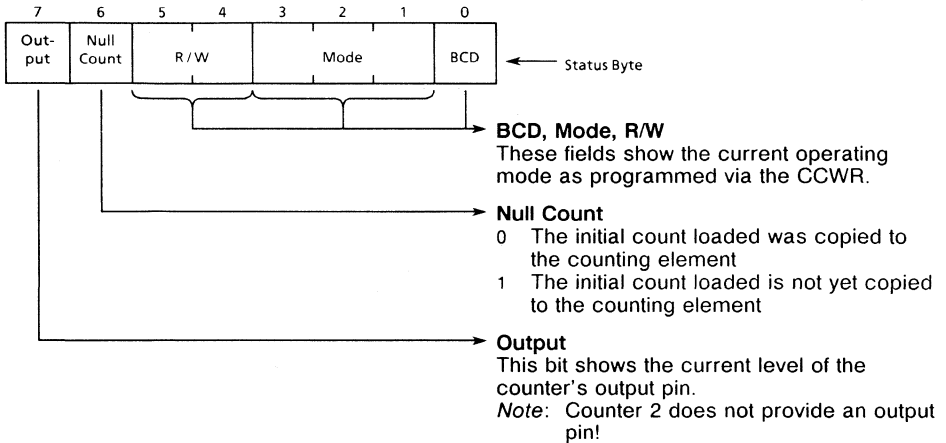 7 6 5 4 3 2 1 0
Out-
put
Null
Count
R / W
Mode
BCD
Status Byte
BCD, Mode, R/W
These fields show the current operating
mode as programmed via the CCWR.
Null Count
0 The initial count loaded was copied to
the counting element
1 The initial count loaded is not yet copied
to the counting element
Output
This bit shows the current level of the
counter's output pin.
Note: Counter 2 does not provide an output
pin!